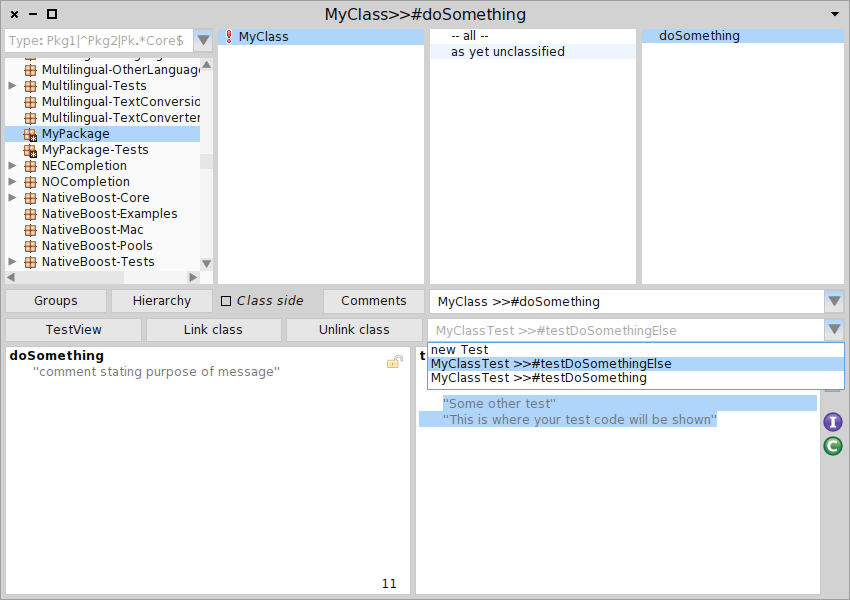 MyClass>>#doSomething
Type: Pkg1|^Pkg2|Pk.*Core$
Multilingual-OtherLanguage
Multilingual-Tests
Multilingual-TextConversio
Multilingual-TextConverter
MyPackage
MyPackage-Tests
NECompletion
NOCompletion
NativeBoost-Core
NativeBoost-Examples
NativeBoost-Mac
NativeBoost-Pools
NativeBoost-Tests
MyClass
-- all --
as yet unclassified
doSomething
Groups
Hierarchy
Class side
Comments
MyClass >>#doSomething
TestView
Link class
Unlink class
MyClassTest >>#testDoSomethingElse
new Test
MyClassTest >>#testDoSomethingElse
MyClassTest >>#testDoSomething
doSomething
"comment stating purpose of message"
11
t
"Some other test"
"This is where your test code will be shown"
I
C